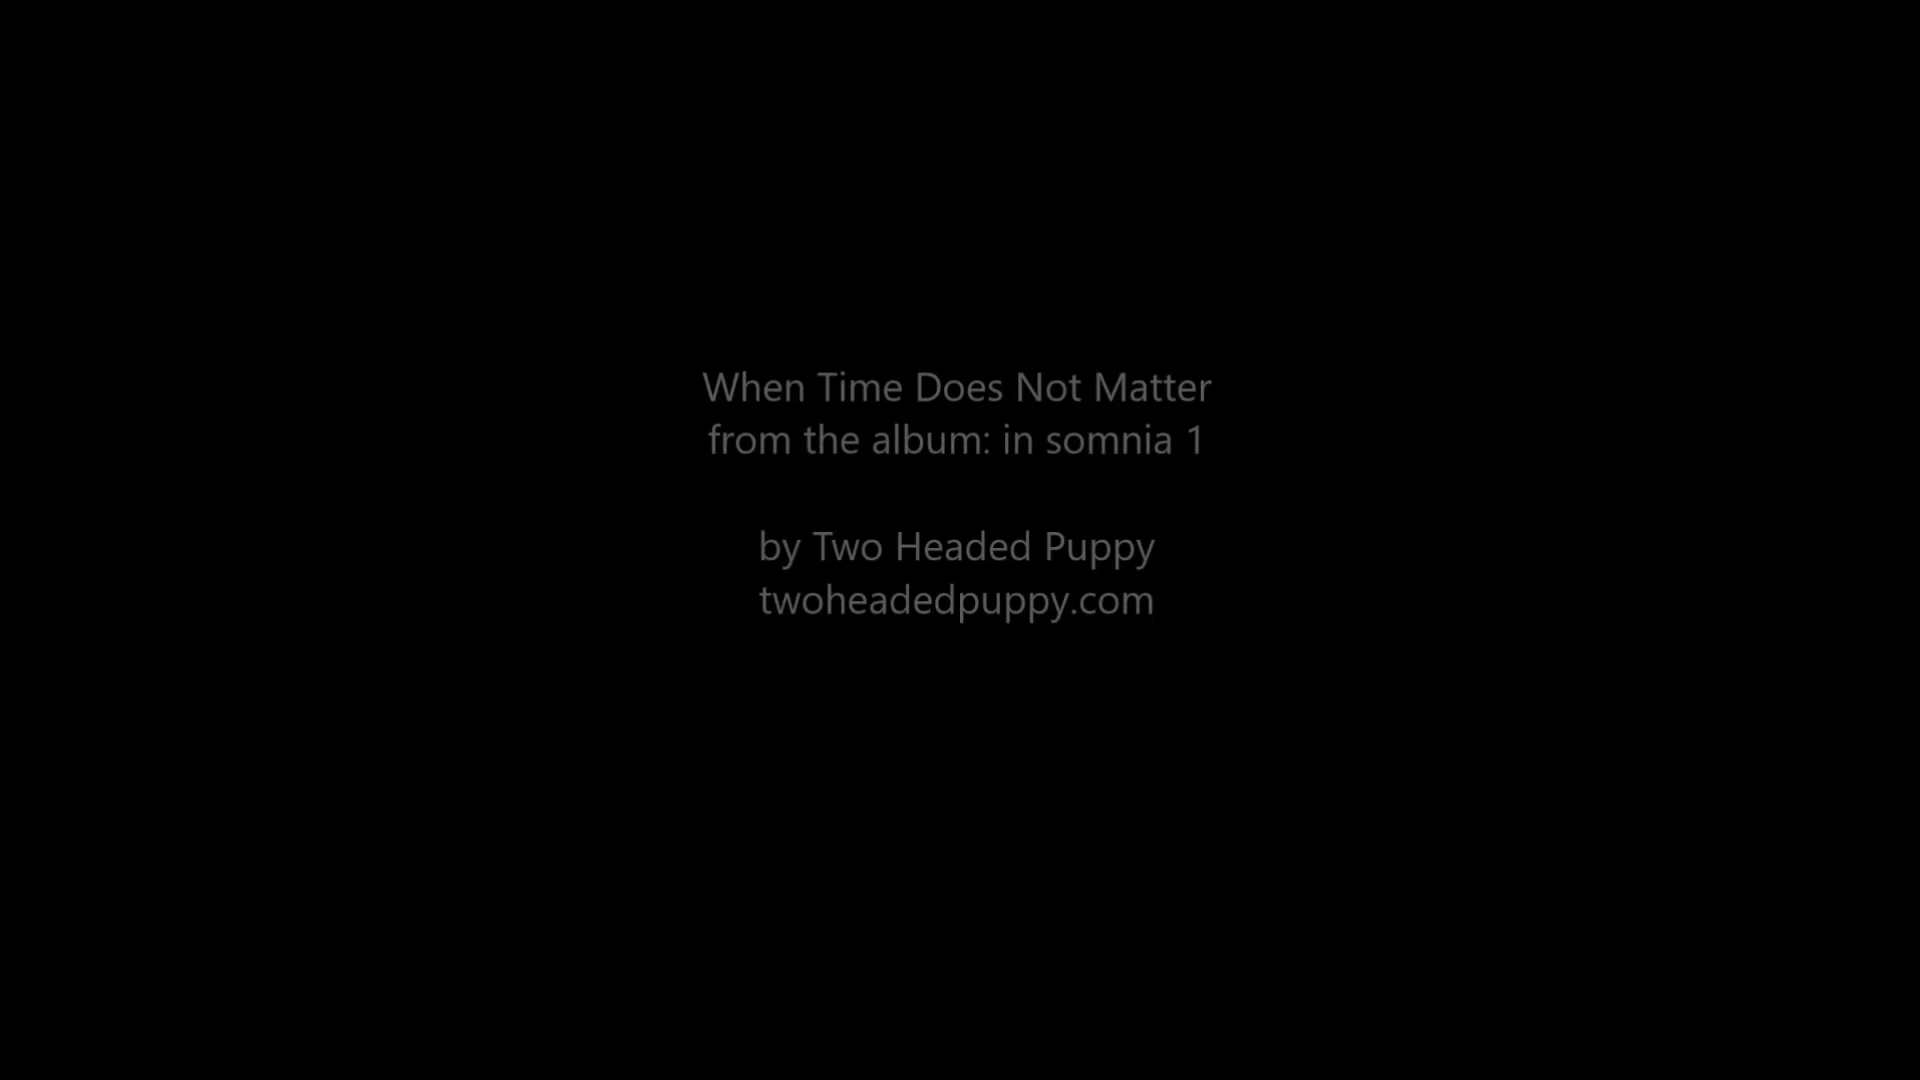 When Time Does Not Matter
from the album: in somnia 1
by Two Headed Puppy
twoheadedpuppy.com